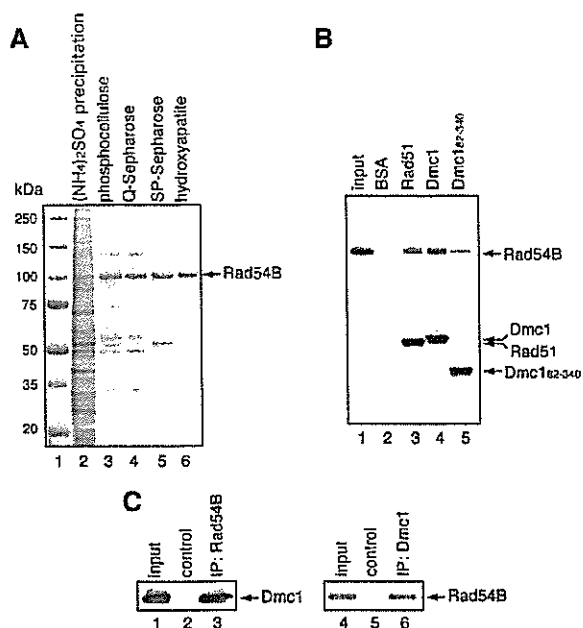 A
kDa
(NH4)2SO4 precipitation
phosphocellulose
Q-Sepharose
SP-Sepharose
hydroxyapatite
250
150
100
75
50
35
20
Rad54B
1 2 3 4 5 6
B
input
BSA
Rad51
Dmc1
Dmc182-340
Rad54B
Dmc1
Rad51
Dmc182-340
1 2 3 4 5
C
input
control
IP: Rad54B
Dmc1
1 2 3
input
control
IP: Dmc1
Rad54B
4 5 6